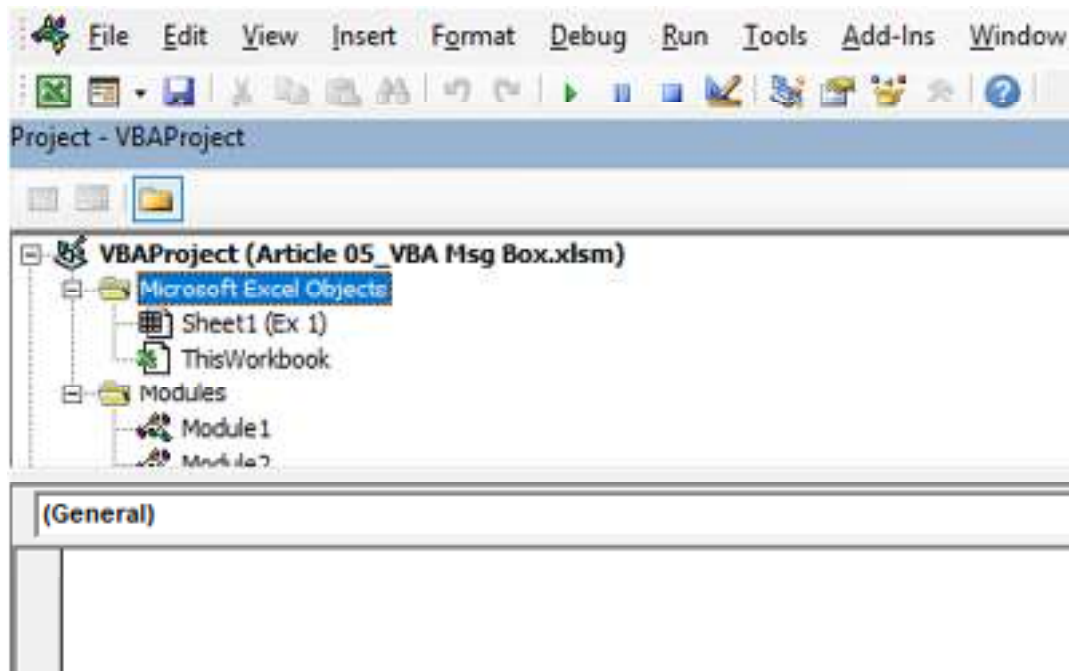 File Edit View Insert Format Debug Run Tools Add-Ins Window
Project - VBAProject
VBAProject (Article 05_VBA Msg Box.xlsm)
Microsoft Excel Objects
Sheet1 (Ex 1)
ThisWorkbook
Modules
Module1
Module2
(General)